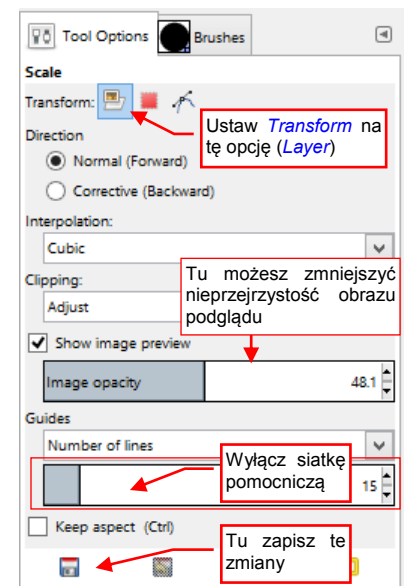 Tool Options
Brushes
Scale
Transform:
Ustaw Transform na
tę opcję (Layer)
Direction
Normal (Forward)
Corrective (Backward)
Interpolation:
Cubic
Clipping:
Adjust
Tu możesz zmniejszyć
nieprzejrzystość obrazu
podglądu
Show image preview
Image opacity 48.1
Guides
Number of lines
Wyłącz siatkę
pomocniczą
15
Keep aspect (Ctrl)
Tu zapisz te
zmiany